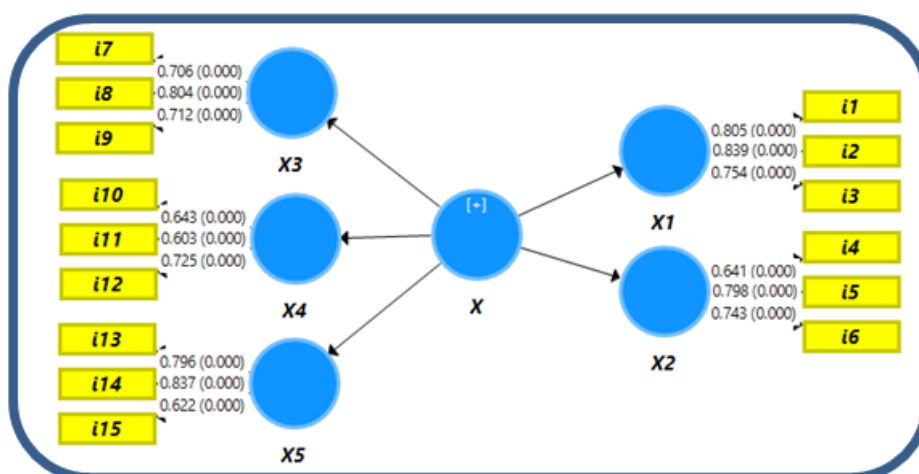 i7
0.706 (0.000)
i8
0.804 (0.000)
i9
0.712 (0.000)
X3
i10
0.643 (0.000)
i11
0.603 (0.000)
i12
0.725 (0.000)
X4
i13
0.796 (0.000)
i14
0.837 (0.000)
i15
0.622 (0.000)
X5
[+]
X
i1
0.805 (0.000)
i2
0.839 (0.000)
i3
0.754 (0.000)
X1
i4
0.641 (0.000)
i5
0.798 (0.000)
i6
0.743 (0.000)
X2